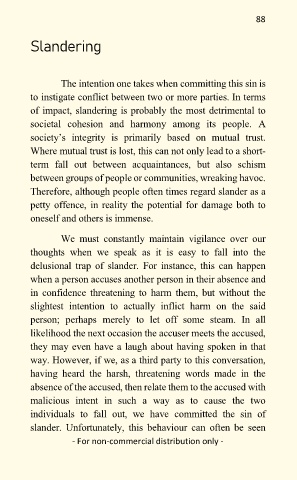 88
Slandering
The intention one takes when committing this sin is
to instigate conflict between two or more parties. In terms
of impact, slandering is probably the most detrimental to
societal cohesion and harmony among its people. A
society's integrity is primarily based on mutual trust.
Where mutual trust is lost, this can not only lead to a short-
term fall out between acquaintances, but also schism
between groups of people or communities, wreaking havoc.
Therefore, although people often times regard slander as a
petty offence, in reality the potential for damage both to
oneself and others is immense.
We must constantly maintain vigilance over our
thoughts when we speak as it is easy to fall into the
delusional trap of slander. For instance, this can happen
when a person accuses another person in their absence and
in confidence threatening to harm them, but without the
slightest intention to actually inflict harm on the said
person; perhaps merely to let off some steam. In all
likelihood the next occasion the accuser meets the accused,
they may even have a laugh about having spoken in that
way. However, if we, as a third party to this conversation,
having heard the harsh, threatening words made in the
absence of the accused, then relate them to the accused with
malicious intent in such a way as to cause the two
individuals to fall out, we have committed the sin of
slander. Unfortunately, this behaviour can often be seen
- For non-commercial distribution only -